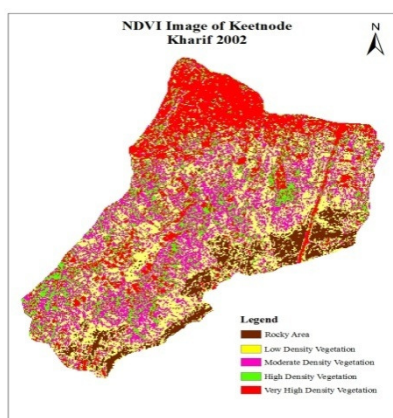 NDVI Image of Keetnode
Kharif 2002
N
Legend
Rocky Area
Low Density Vegetation
Moderate Density Vegetation
High Density Vegetation
Very High Density Vegetation